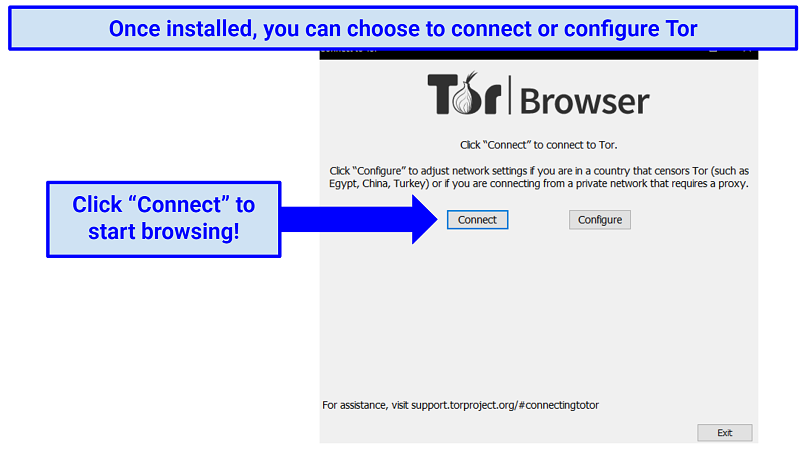 Once installed, you can choose to connect or configure Tor
Tor Browser
Click “Connect” to connect to Tor.
Click “Configure” to adjust network settings if you are in a country that censors Tor (such as
Egypt, China, Turkey) or if you are connecting from a private network that requires a proxy.
Click “Connect” to
start browsing!
Connect Configure
For assistance, visit support.torproject.org/#connectingtotor
Exit